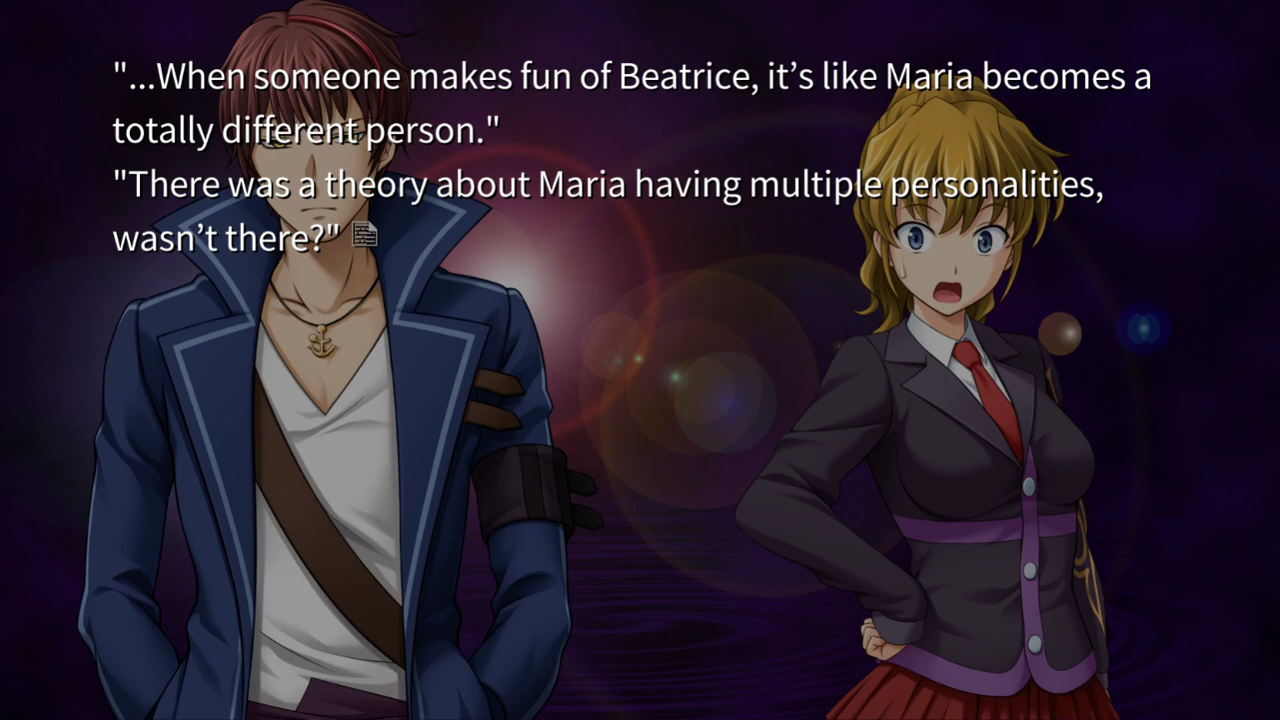 "...When someone makes fun of Beatrice, it’s like Maria becomes a
totally different person."
"There was a theory about Maria having multiple personalities,
wasn’t there?"